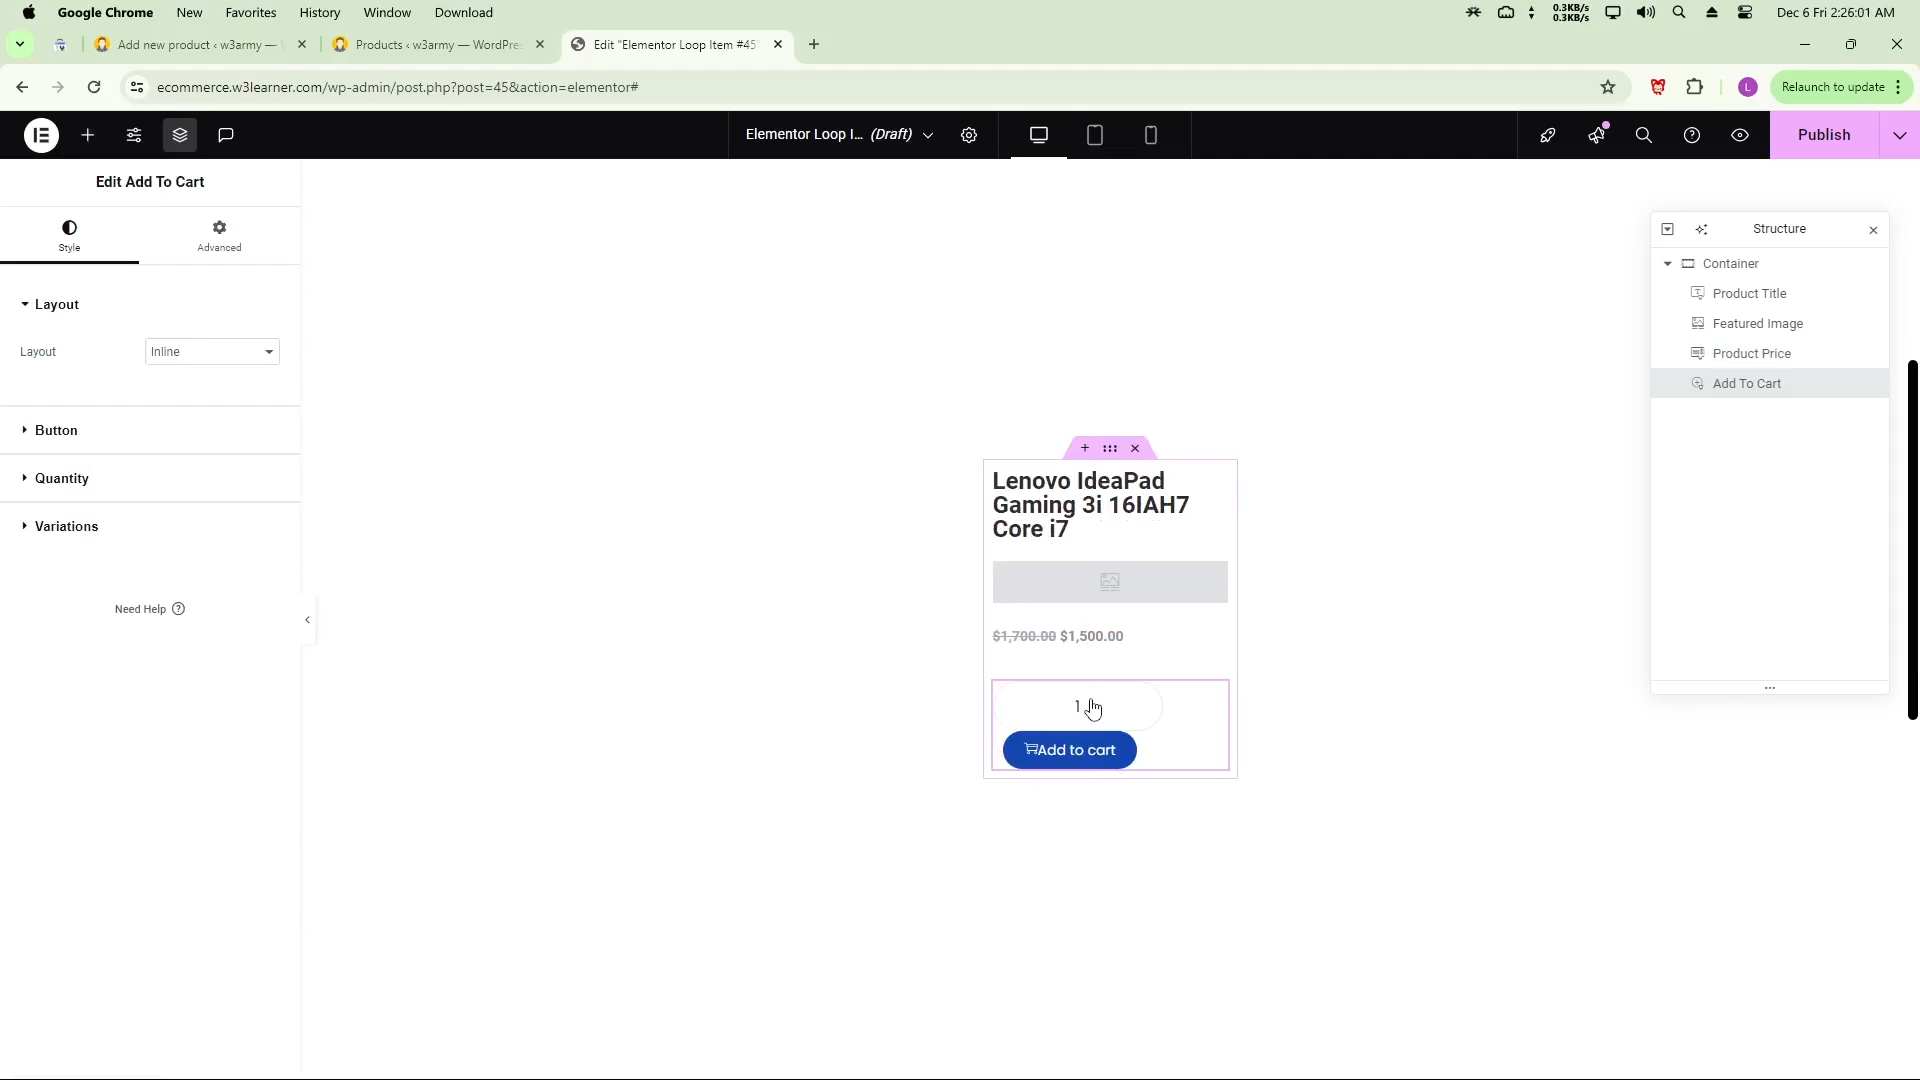 Google Chrome New Favorites History Window Download 0.3KB/s 0.3KB/s Dec 6 Fri 2:26:01 AM
Add new product ‹ w3army — Products ‹ w3army — WordPre Edit "Elementor Loop Item #45"
ecommerce.w3learner.com/wp-admin/post.php?post=45&action=elementor# L Relaunch to update
Elementor Loop I... (Draft) Publish
Edit Add To Cart
Style Advanced
Layout
Layout Inline
Button
Quantity
Variations
Need Help
Lenovo IdeaPad
Gaming 3i 16IAH7
Core i7
$1,700.00 $1,500.00
1
Add to cart
Structure
Container
Product Title
Featured Image
Product Price
Add To Cart